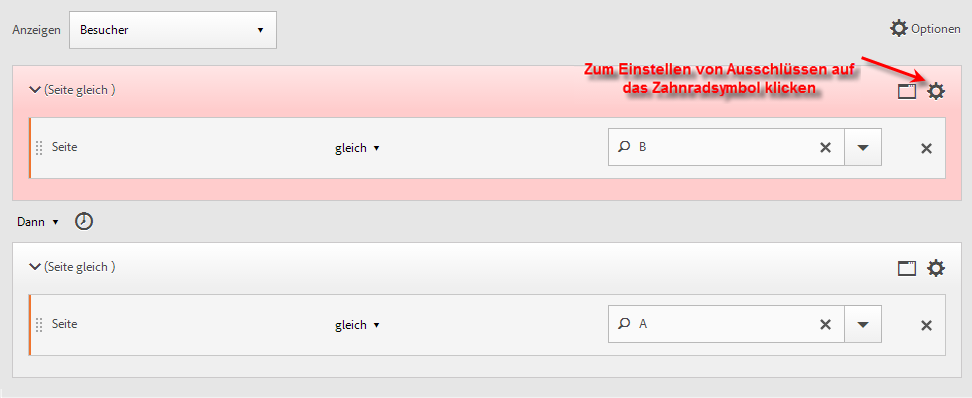 Anzeigen Besucher Optionen
Zum Einstellen von Ausschlüssen auf
das Zahnradsymbol klicken
(Seite gleich )
Seite gleich B
Dann
(Seite gleich )
Seite gleich A